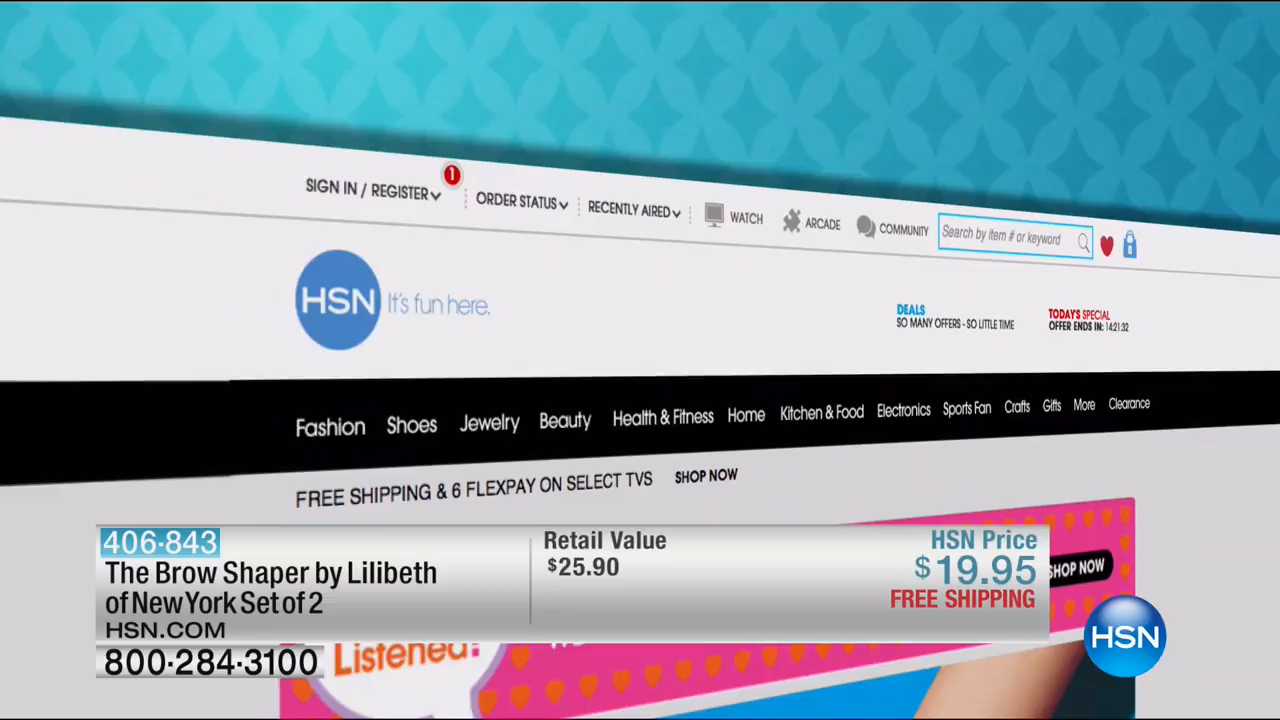 SIGN IN / REGISTER
1
ORDER STATUS
RECENTLY AIRED
WATCH
ARCADE
COMMUNITY
Search by item # or keyword
HSN
It's fun here.
DEALS
SO MANY OFFERS - SO LITTLE TIME
TODAY'S SPECIAL
OFFER ENDS IN: 14:21:32
Fashion Shoes Jewelry Beauty Health & Fitness Home Kitchen & Food Electronics Sports Fan Crafts Gifts More Clearance
FREE SHIPPING & 6 FLEXPAY ON SELECT TVS SHOP NOW
406-843
The Brow Shaper by Lilibeth
of New York Set of 2
HSN.COM
800-284-3100
Retail Value
$25.90
HSN Price
$19.95
FREE SHIPPING
SHOP NOW
HSN
Listened!